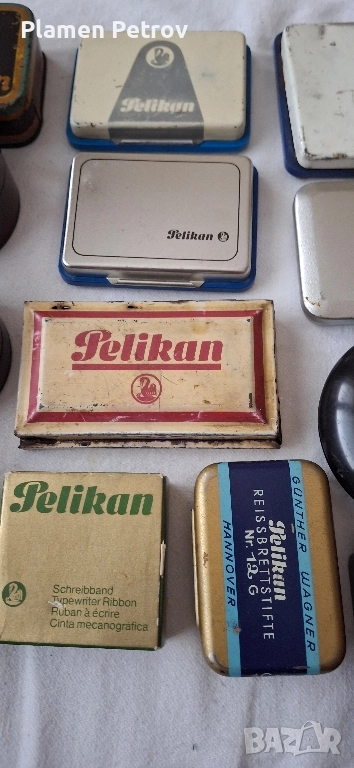 Plamen Petrov
Pelikan
Pelikan
Pelikan
Pelikan
Schreibband
Typewriter Ribbon
Ruban à écrire
Cinta mecanográfica
GÜNTHER WAGNER
Pelikan
REISSBRETTSTIFTE
Nr. 12 G
HANNOVER
BAZAR